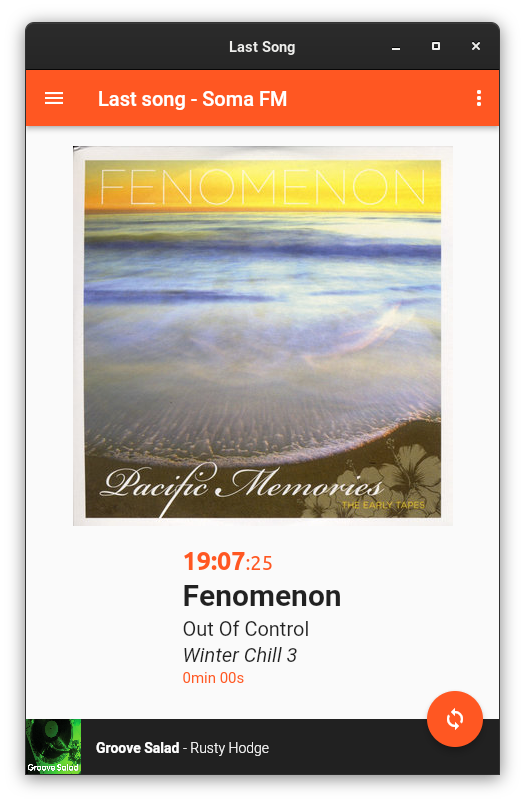 Last Song
Last song - Soma FM
FENOMENON
Pacific Memories
THE EARLY TAPES
19:07:25
Fenomenon
Out Of Control
Winter Chill 3
0min 00s
Groove Salad
Groove Salad - Rusty Hodge